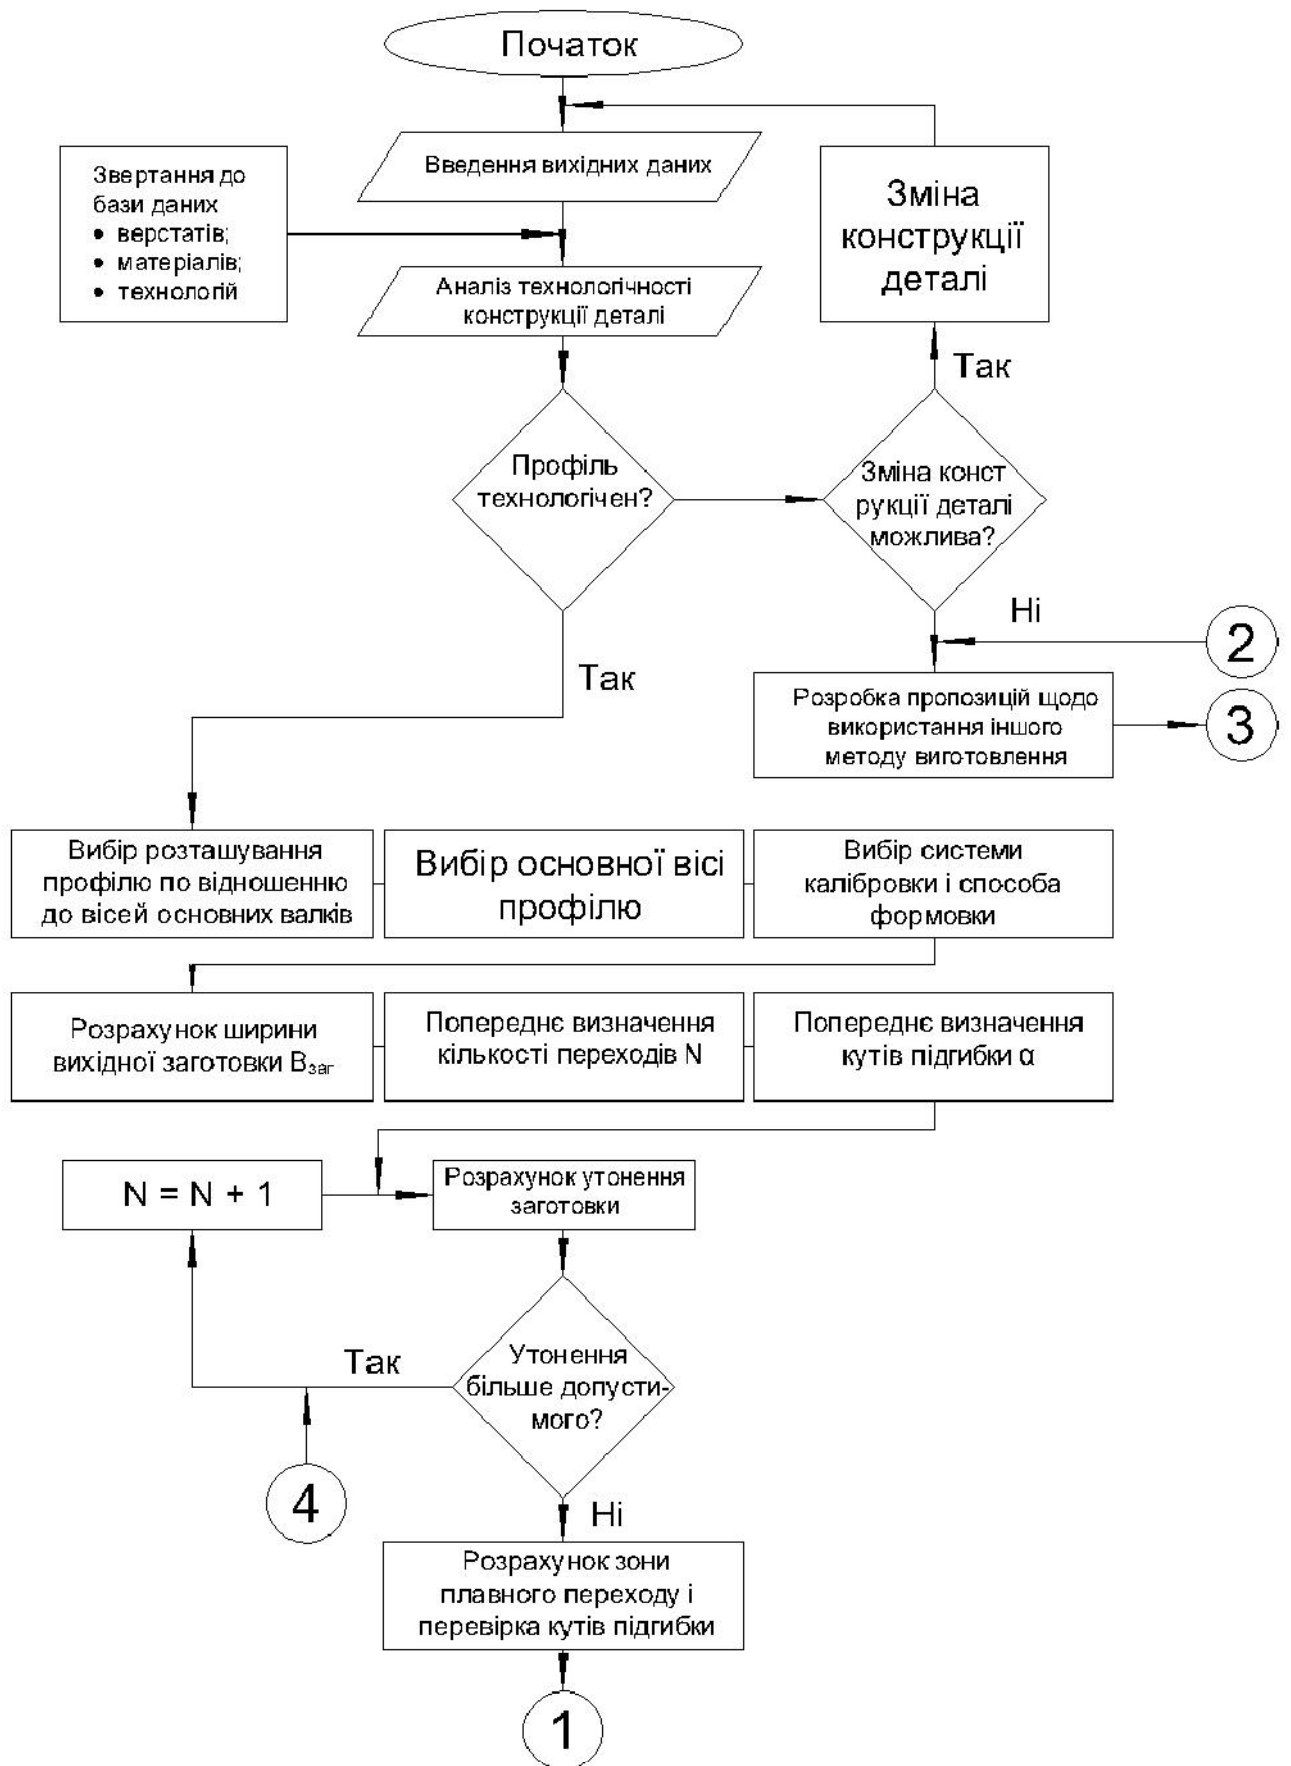 Початок
Введення вихідних даних
Звертання до
бази даних
• верстатів;
• матеріалів;
• технологій
Зміна
конструкції
деталі
Аналіз технологічності
конструкції деталі
Так
Профіль
технологічен?
Зміна конст
рукції деталі
можлива?
Ні
2
Так
Розробка пропозицій щодо
використання іншого
методу виготовлення
3
Вибір розташування
профілю по відношенню
до вісей основних валків
Вибір основної вісі
профілю
Вибір системи
калібровки і способа
формовки
Розрахунок ширини
вихідної заготовки Bзаг
Попереднє визначення
кількості переходів N
Попереднє визначення
кутів підгибки α
N = N + 1
Розрахунок утонення
заготовки
Так
Утонення
більше допусти-
мого?
4
Ні
Розрахунок зони
плавного переходу і
перевірка кутів підгибки
1